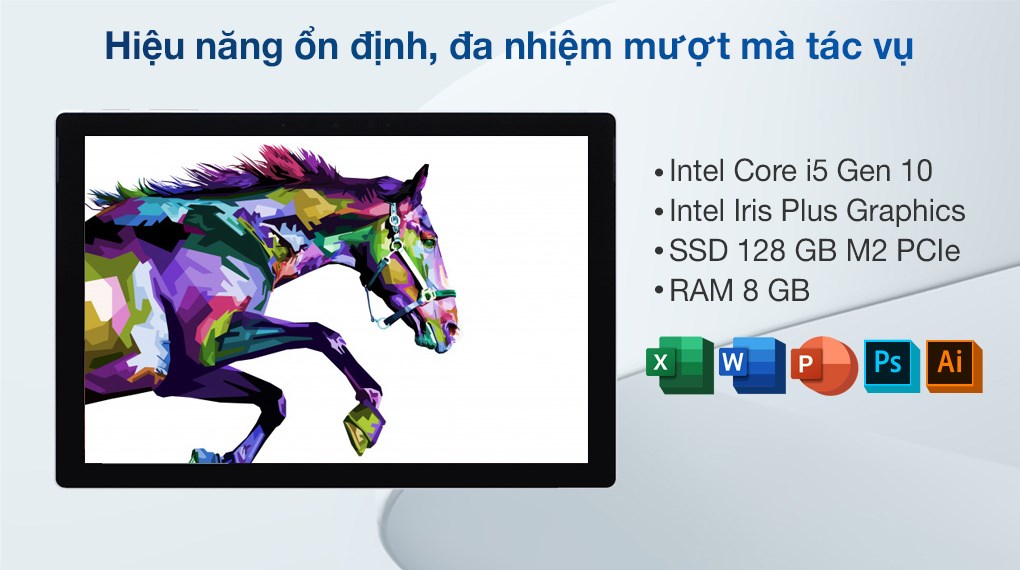 Hiệu năng ổn định, đa nhiệm mượt mà tác vụ
• Intel Core i5 Gen 10
• Intel Iris Plus Graphics
• SSD 128 GB M2 PCIe
• RAM 8 GB
X W P Ps Ai